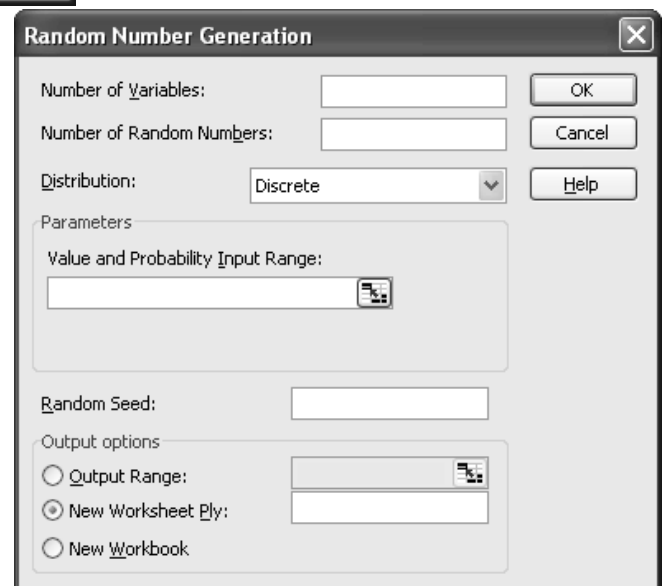 Random Number Generation
Number of Variables:
OK
Number of Random Numbers:
Cancel
Distribution:
Discrete
Help
Parameters
Value and Probability Input Range:
Random Seed:
Output options
Output Range:
New Worksheet Ply:
New Workbook